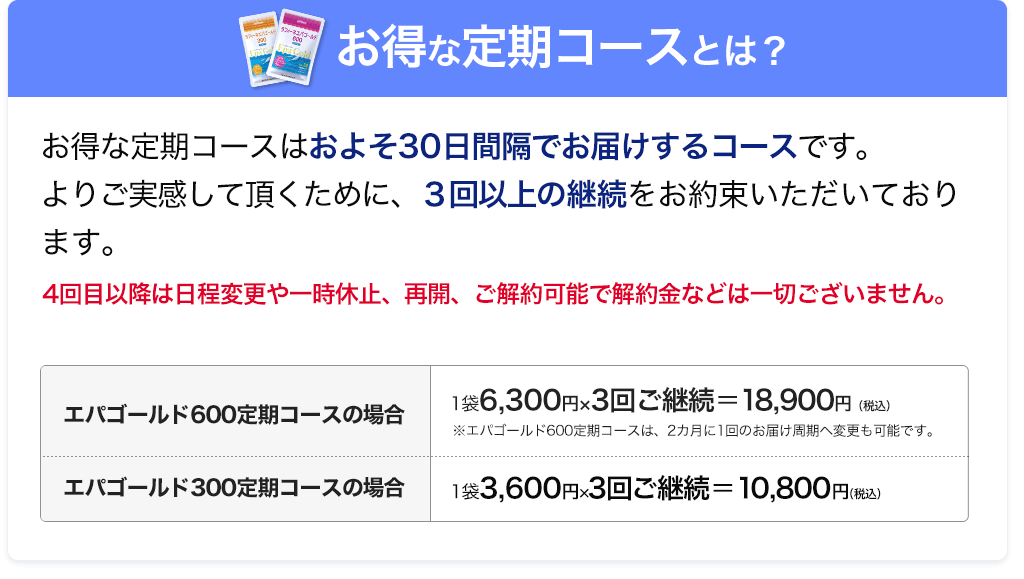 お得な定期コースとは？
お得な定期コースはおよそ30日間隔でお届けするコースです。
よりご実感して頂くために、３回以上の継続をお約束いただいており
ます。
4回目以降は日程変更や一時休止、再開、ご解約可能で解約金などは一切ございません。
エパゴールド600定期コースの場合
1袋6,300円×3回ご継続＝18,900円（税込）
※エパゴールド600定期コースは、2カ月に1回のお届け周期へ変更も可能です。
エパゴールド300定期コースの場合
1袋3,600円×3回ご継続＝10,800円(税込)